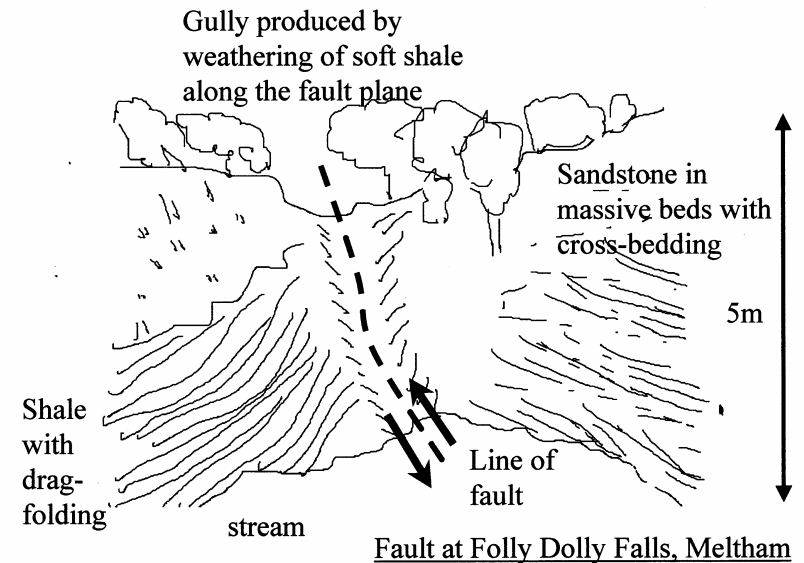 Gully produced by
weathering of soft shale
along the fault plane
Sandstone in
massive beds with
cross-bedding
5m
Shale
with
drag-
folding
Line of
fault
stream
Fault at Folly Dolly Falls, Meltham